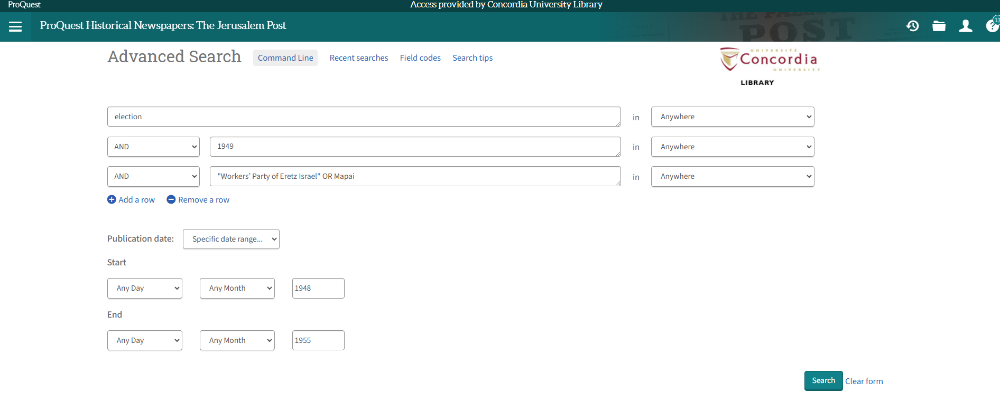 ProQuest
Access provided by Concordia University Library
ProQuest Historical Newspapers: The Jerusalem Post
THE PALES
POST
13
Advanced Search
Command Line
Recent searches
Field codes
Search tips
UNIVERSITÉ
Concordia
UNIVERSITY
LIBRARY
election
in
Anywhere
AND
1949
in
Anywhere
AND
"Workers’ Party of Eretz Israel" OR Mapai
in
Anywhere
Add a row
Remove a row
Publication date:
Specific date range...
Start
Any Day
Any Month
1948
End
Any Day
Any Month
1955
Search
Clear form